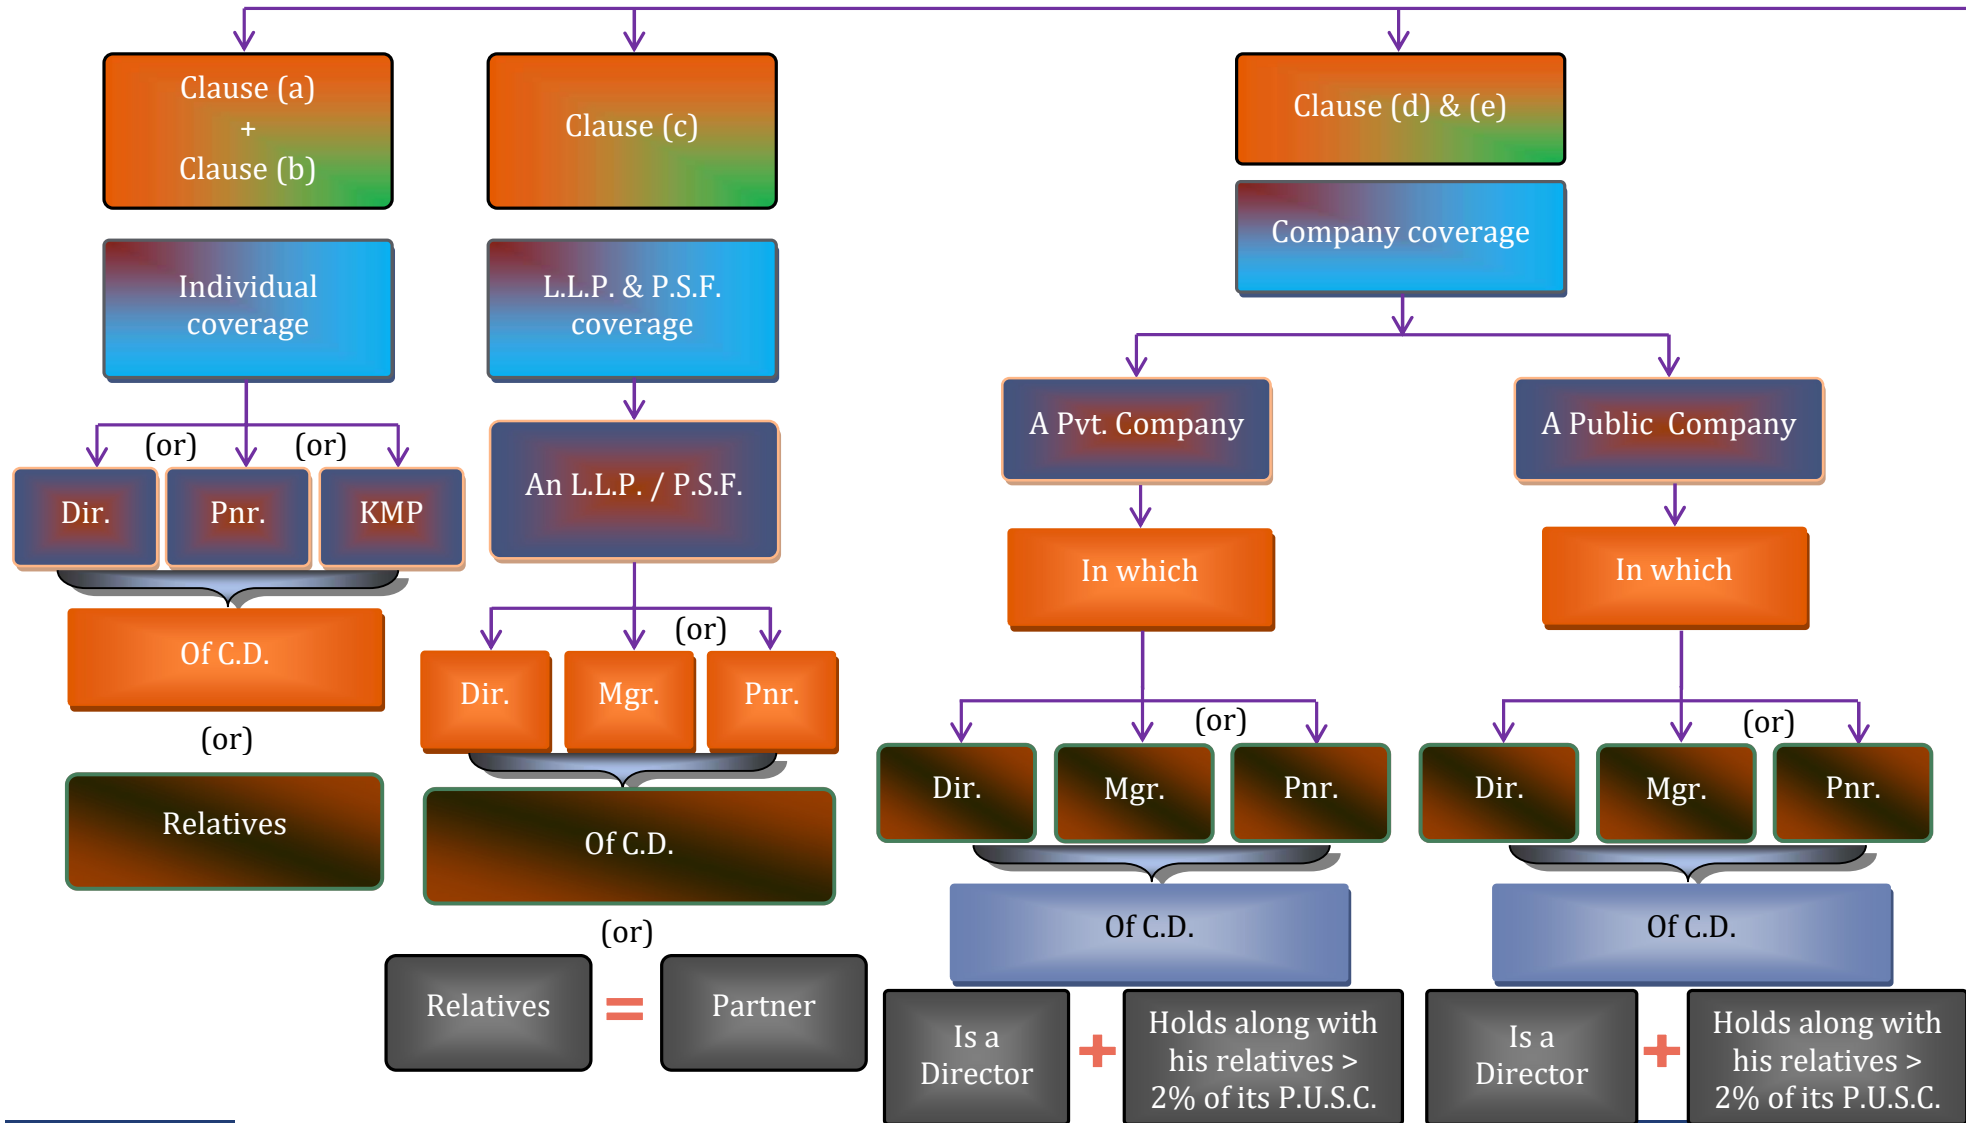 Clause (a)
+
Clause (b)
Individual
coverage
(or)
(or)
Dir.
Pnr.
KMP
Of C.D.
(or)
Relatives
Clause (c)
L.L.P. & P.S.F.
coverage
An L.L.P. / P.S.F.
(or)
Dir.
Mgr.
Pnr.
Of C.D.
(or)
Relatives
=
Partner
Clause (d) & (e)
Company coverage
A Pvt. Company
In which
(or)
Dir.
Mgr.
Pnr.
Of C.D.
Is a
Director
+
Holds along with
his relatives >
2% of its P.U.S.C.
A Public Company
In which
(or)
Dir.
Mgr.
Pnr.
Of C.D.
Is a
Director
+
Holds along with
his relatives >
2% of its P.U.S.C.